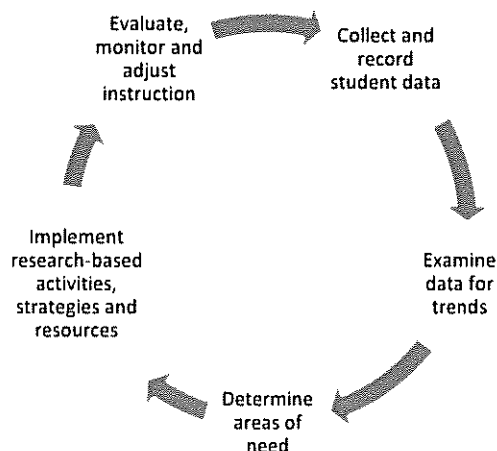 Evaluate,
monitor and
adjust
instruction
Collect and
record
student data
Examine
data for
trends
Determine
areas of
need
Implement
research-based
activities,
strategies and
resources